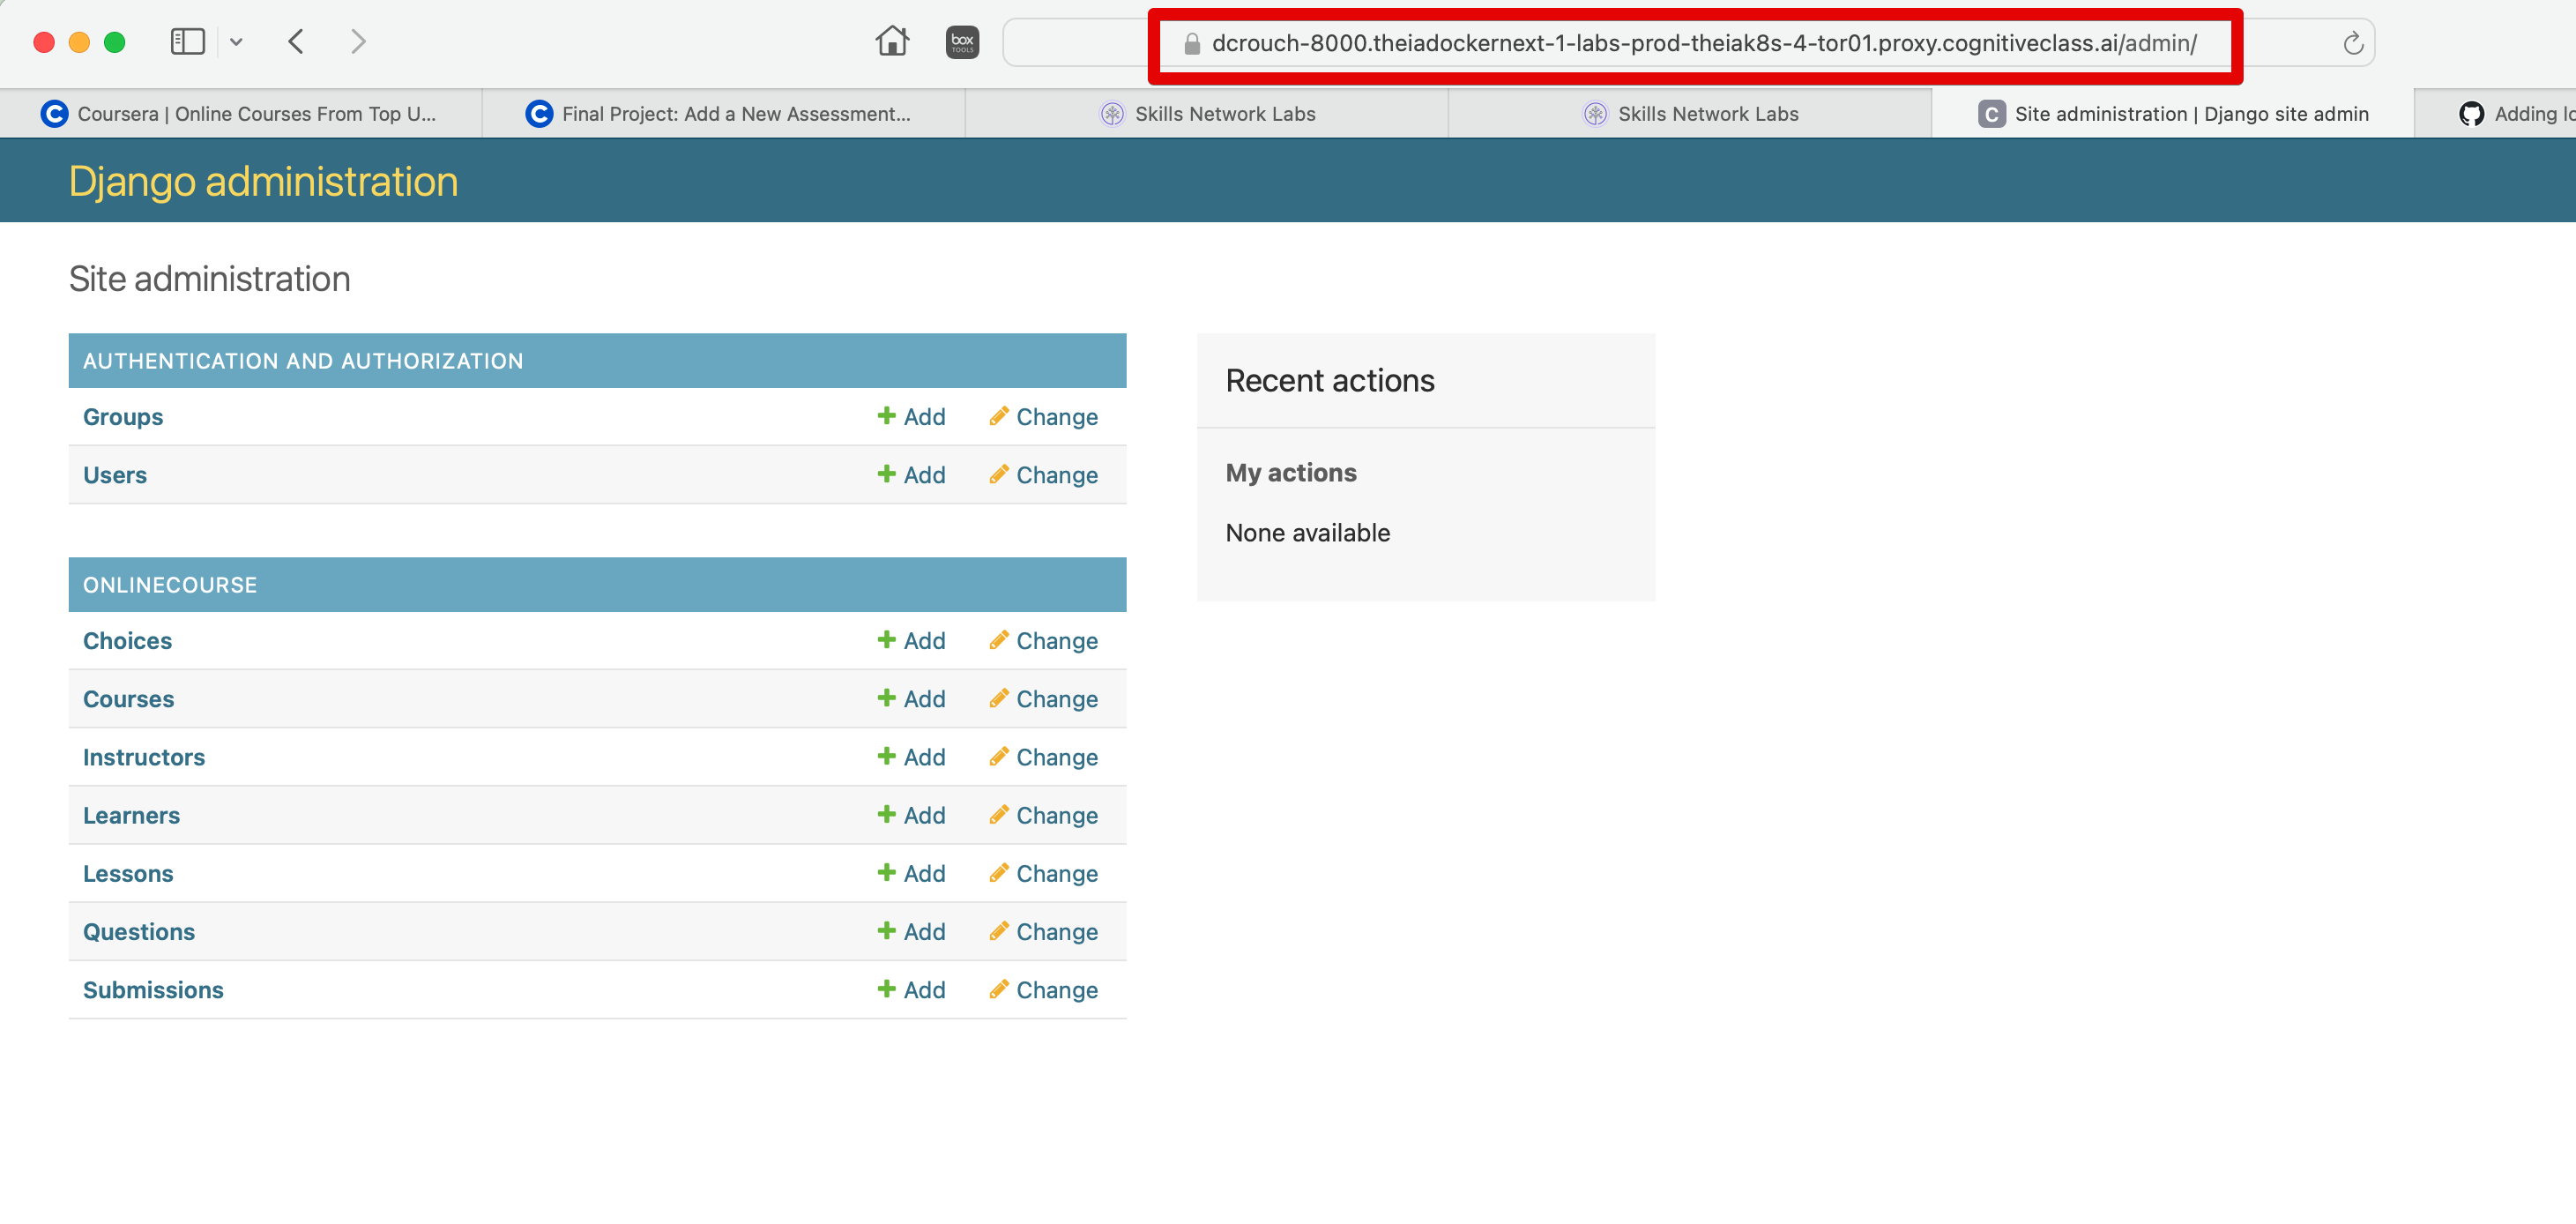 box
TOOLS
dcrouch-8000.theiadockernext-1-labs-prod-theiak8s-4-tor01.proxy.cognitiveclass.ai/admin/
Coursera | Online Courses From Top U...
Final Project: Add a New Assessment...
Skills Network Labs
Skills Network Labs
C Site administration | Django site admin
Adding
Django administration
Site administration
AUTHENTICATION AND AUTHORIZATION
Groups Add Change
Users Add Change
ONLINECOURSE
Choices Add Change
Courses Add Change
Instructors Add Change
Learners Add Change
Lessons Add Change
Questions Add Change
Submissions Add Change
Recent actions
My actions
None available